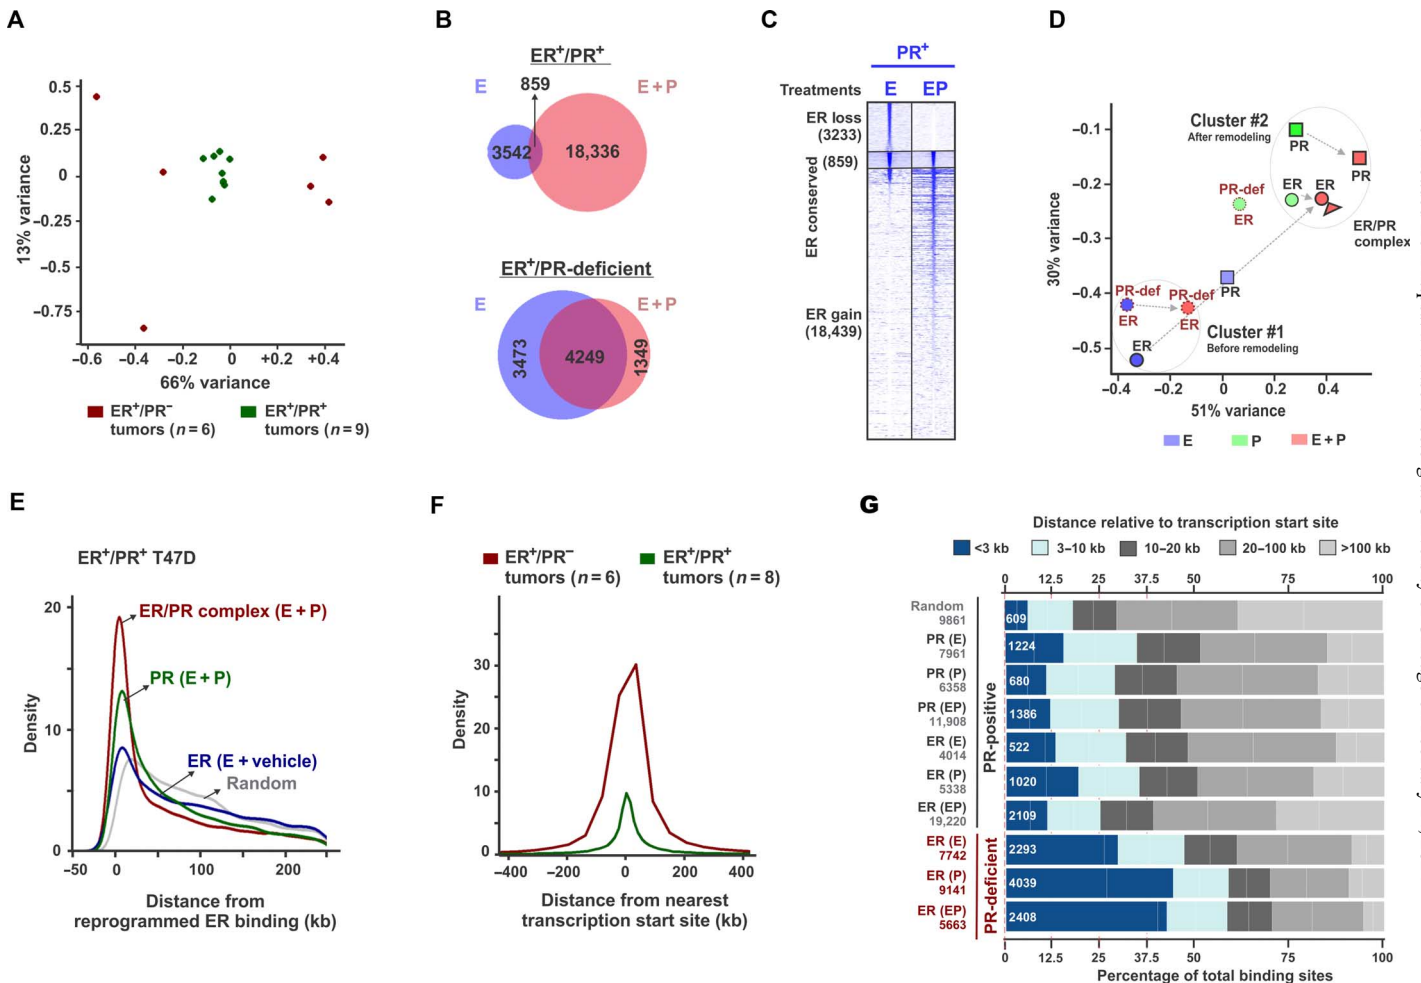 A
0.5
0.25
0
−0.25
−0.5
−0.75
13% variance
−0.6
−0.4
−0.2
0
+0.2
+0.4
66% variance
ER⁺/PR⁻
tumors (n = 6)
ER⁺/PR⁺
tumors (n = 9)
B
ER⁺/PR⁺
E
859
E + P
3542
18,336
ER⁺/PR-deficient
E
E + P
3473
4249
1349
C
PR⁺
Treatments
E
EP
ER loss
(3233)
(859)
ER conserved
ER gain
(18,439)
D
−0.1
−0.2
−0.3
−0.4
−0.5
30% variance
Cluster #2
After remodeling
PR
PR
PR-def
ER
ER
ER
ER/PR
complex
PR
PR-def
ER
PR-def
ER
ER
Cluster #1
Before remodeling
−0.4
−0.2
0
0.2
0.4
51% variance
E
P
E + P
E
ER⁺/PR⁺ T47D
20
10
0
Density
ER/PR complex (E + P)
PR (E + P)
ER (E + vehicle)
Random
−50
0
100
200
Distance from
reprogrammed ER binding (kb)
F
ER⁺/PR⁻
tumors (n = 6)
ER⁺/PR⁺
tumors (n = 8)
30
20
10
0
Density
−400
−200
0
200
400
Distance from nearest
transcription start site (kb)
G
Distance relative to transcription start site
<3 kb
3–10 kb
10–20 kb
20–100 kb
>100 kb
0
12.5
25
37.5
50
75
100
PR-positive
Random
9861
609
PR (E)
7961
1224
PR (P)
6358
680
PR (EP)
11,908
1386
ER (E)
4014
522
ER (P)
5338
1020
ER (EP)
19,220
2109
PR-deficient
ER (E)
7742
2293
ER (P)
9141
4039
ER (EP)
5663
2408
0
12.5
25
37.5
50
75
100
Percentage of total binding sites